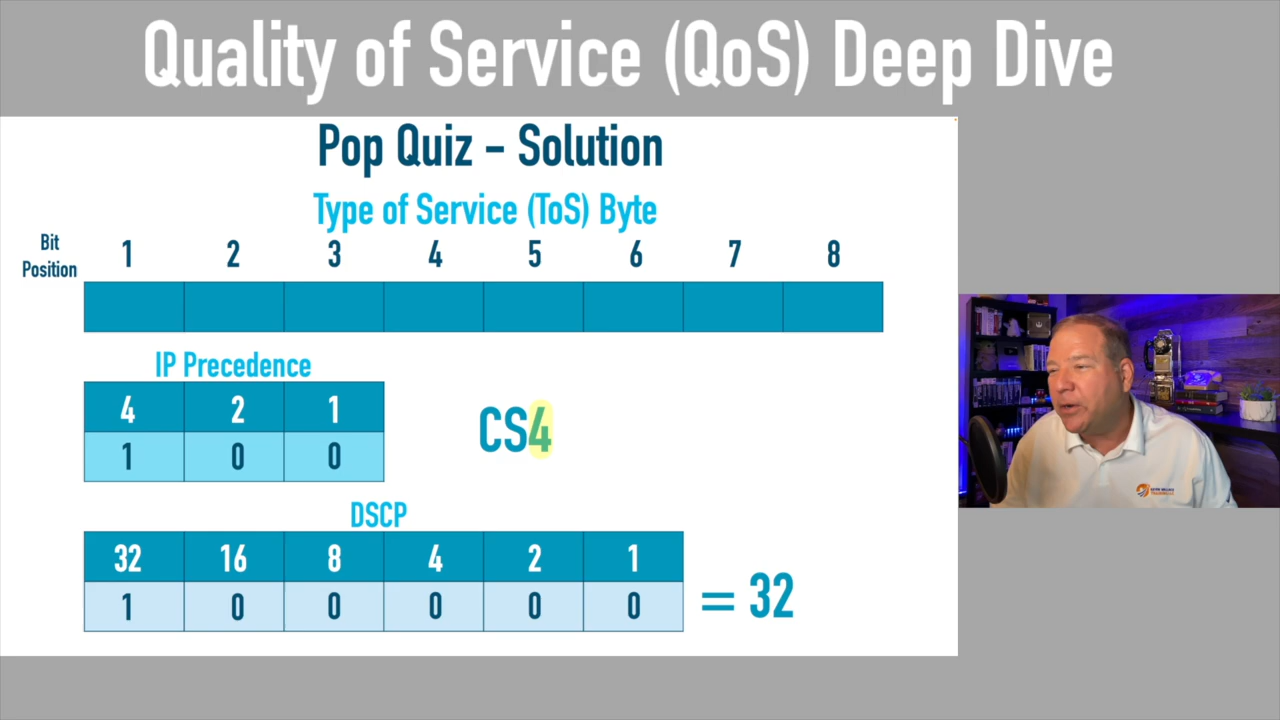 Quality of Service (QoS) Deep Dive
Pop Quiz – Solution
Type of Service (ToS) Byte
Bit Position 1 2 3 4 5 6 7 8
IP Precedence
4 2 1
1 0 0
CS4
DSCP
32 16 8 4 2 1
1 0 0 0 0 0
= 32